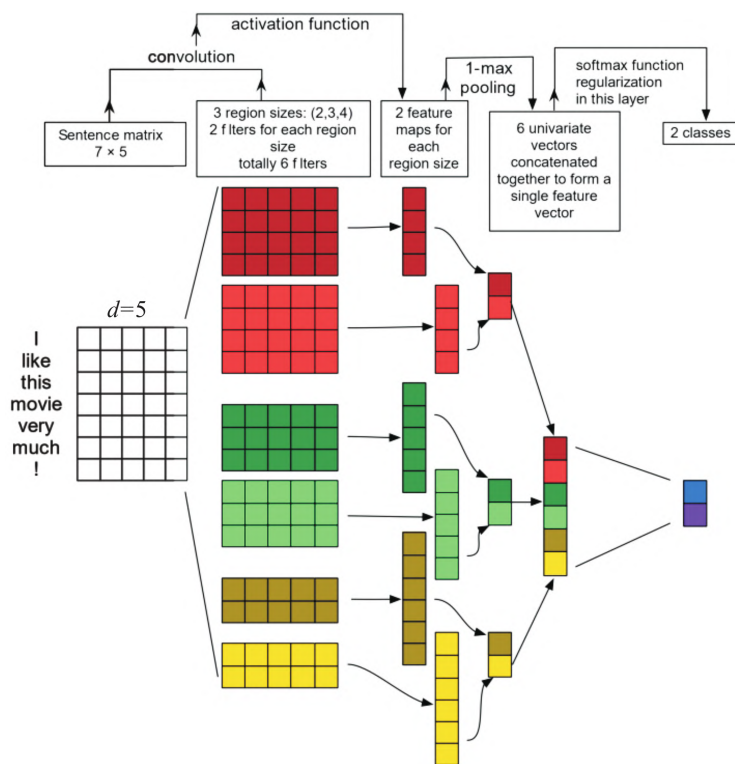 activation function
convolution
1-max
pooling
softmax function
regularization
in this layer
Sentence matrix
7 × 5
3 region sizes: (2,3,4)
2 f lters for each region
size
totally 6 f lters
2 feature
maps for
each
region size
6 univariate
vectors
concatenated
together to form a
single feature
vector
2 classes
d=5
I
like
this
movie
very
much
!